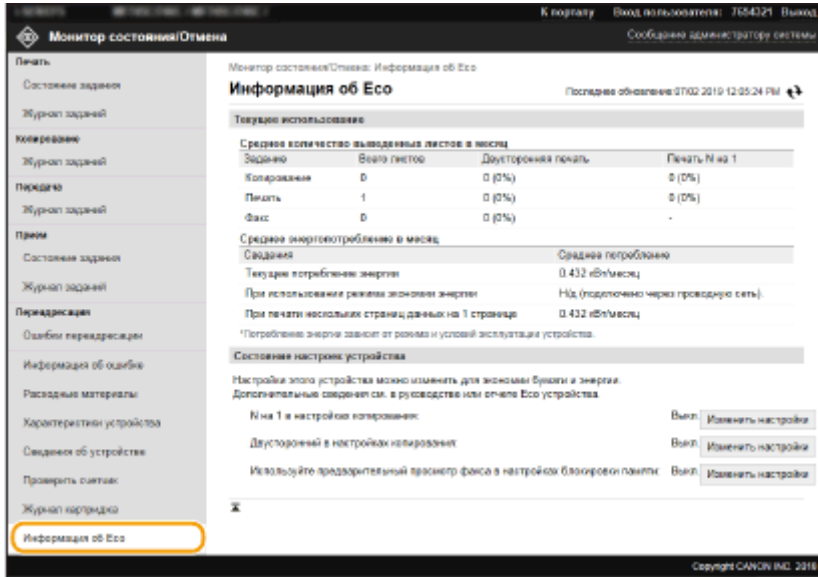 К порталу Вход пользователя: 7654321 Выход
Монитор состояния/Отмена Сообщение администратору системы
Печать
Состояние задания
Журнал заданий
Копирование
Журнал заданий
Передача
Журнал заданий
Прием
Состояние задания
Журнал заданий
Переадресация
Ошибки переадресации
Информация об ошибке
Расходные материалы
Характеристики устройства
Сведения об устройстве
Проверить счетчик
Журнал картриджа
Информация об Eco
Монитор состояния/Отмена: Информация об Eco
Информация об Eco
Последнее обновление: 07/02 2019 12:05:24 PM
Текущее использование
Среднее количество выведенных листов в месяц
Задание Всего листов Двусторонняя печать Печать N на 1
Копирование 0 0 (0%) 0 (0%)
Печать 1 0 (0%) 0 (0%)
Факс 0 0 (0%) -
Среднее энергопотребление в месяц
Сведения Среднее потребление
Текущее потребление энергии 0.432 кВт/месяц
При использовании режима экономии энергии Н/д (подключено через проводную сеть).
При печати нескольких страниц данных на 1 странице 0.432 кВт/месяц
*Потребление энергии зависит от режима и условий эксплуатации устройства.
Состояние настроек устройства
Настройки этого устройства можно изменить для экономии бумаги и энергии.
Дополнительные сведения см. в руководстве или отчете Eco устройства.
N на 1 в настройках копирования: Выкл. Изменить настройки
Двусторонний в настройках копирования: Выкл. Изменить настройки
Используйте предварительный просмотр факса в настройках блокировки памяти: Выкл. Изменить настройки
Copyright CANON INC. 2018